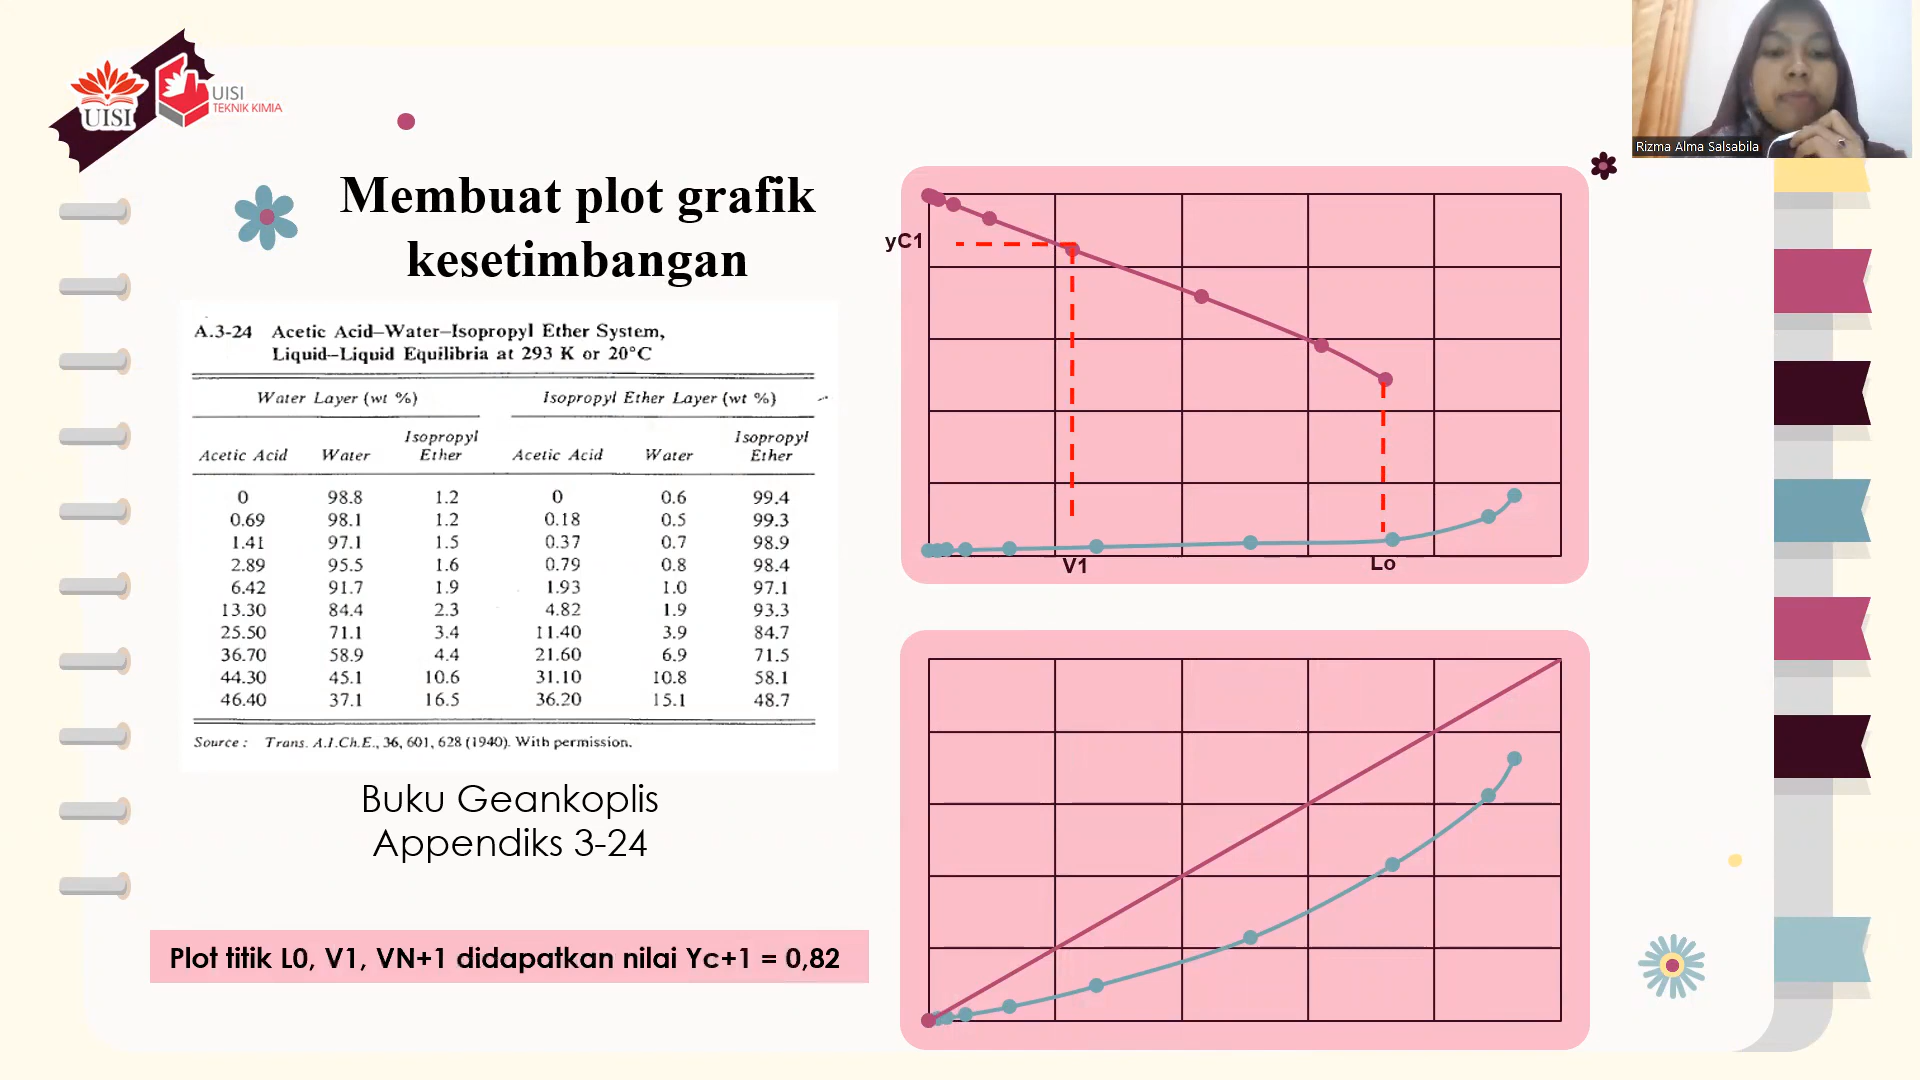 UISI
UISI
TEKNIK KIMIA
Rizma Alma Salsabila
Membuat plot grafik
kesetimbangan
A.3-24 Acetic Acid–Water–Isopropyl Ether System,
Liquid–Liquid Equilibria at 293 K or 20°C
Water Layer (wt %) Isopropyl Ether Layer (wt %)
Isopropyl Isopropyl
Acetic Acid Water Ether Acetic Acid Water Ether
0 98.8 1.2 0 0.6 99.4
0.69 98.1 1.2 0.18 0.5 99.3
1.41 97.1 1.5 0.37 0.7 98.9
2.89 95.5 1.6 0.79 0.8 98.4
6.42 91.7 1.9 1.93 1.0 97.1
13.30 84.4 2.3 4.82 1.9 93.3
25.50 71.1 3.4 11.40 3.9 84.7
36.70 58.9 4.4 21.60 6.9 71.5
44.30 45.1 10.6 31.10 10.8 58.1
46.40 37.1 16.5 36.20 15.1 48.7
Source: Trans. A.I.Ch.E., 36, 601, 628 (1940). With permission.
Buku Geankoplis
Appendiks 3-24
Plot titik L0, V1, VN+1 didapatkan nilai Yc+1 = 0,82
yC1
V1
Lo